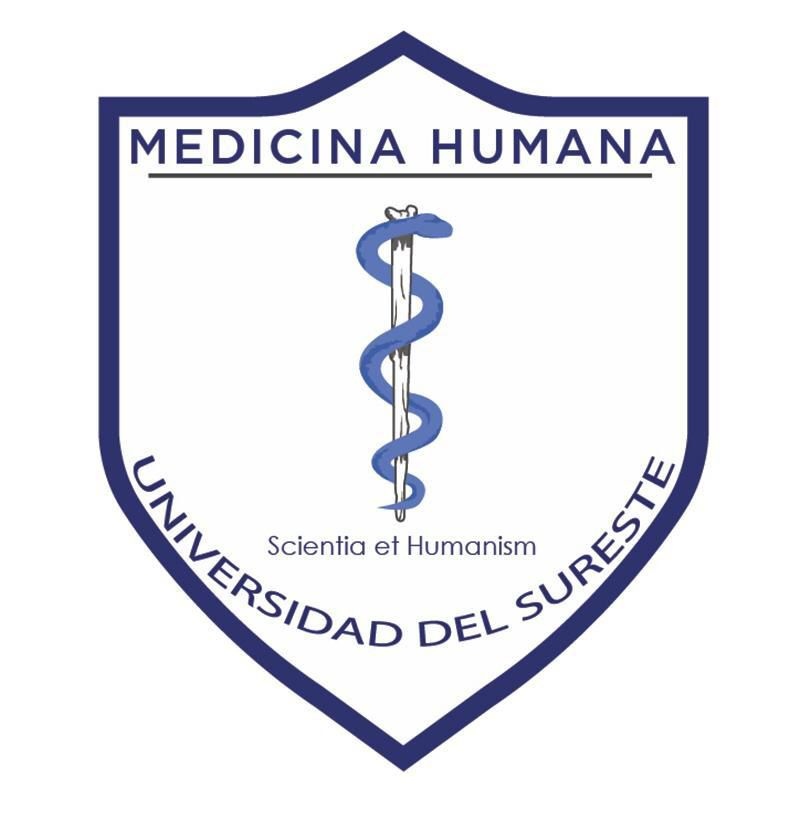 MEDICINA HUMANA
Scientia et Humanism
UNIVERSIDAD DEL SURESTE